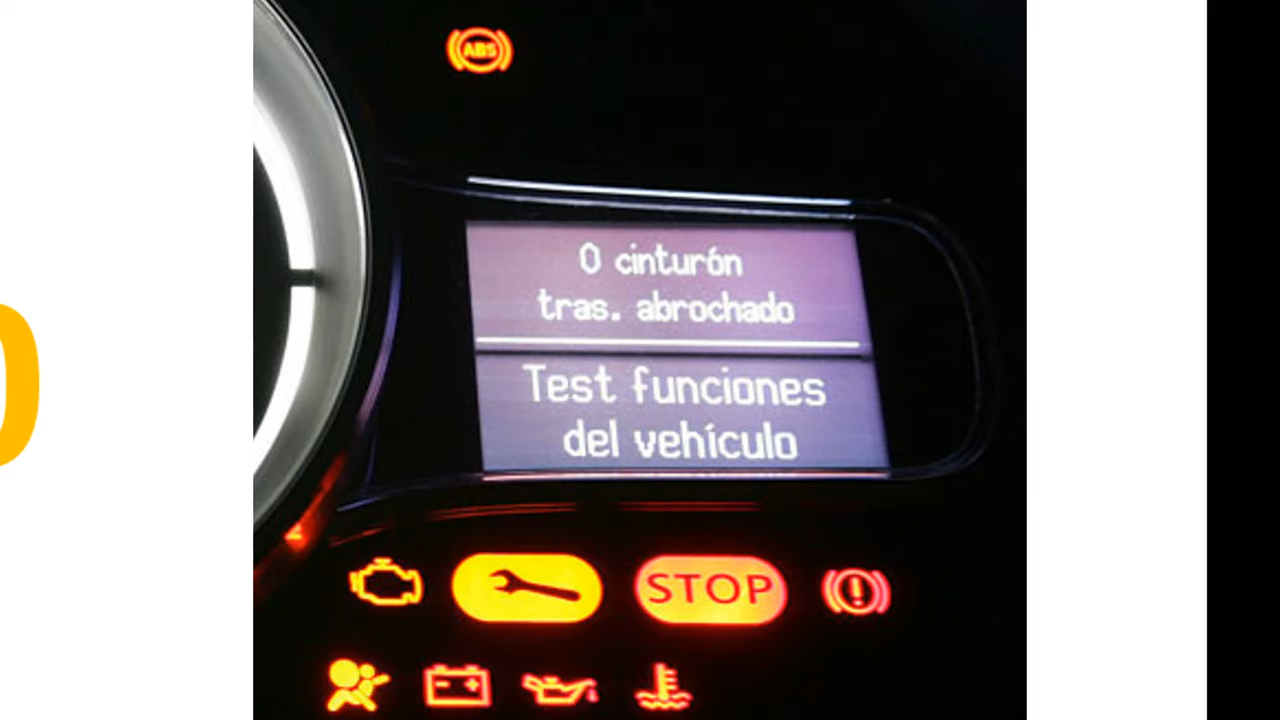 ABS
0 cinturón
tras. abrochado
Test funciones
del vehículo
STOP